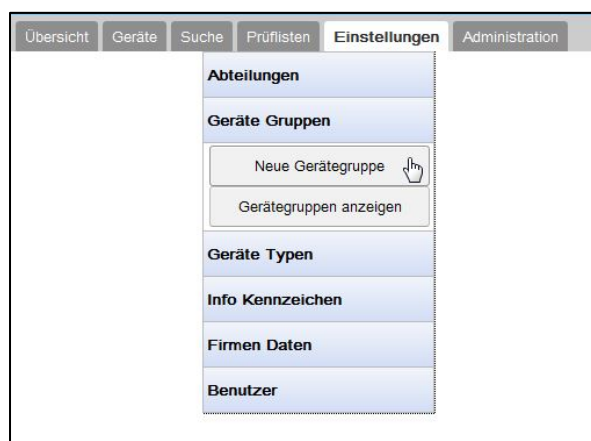 Übersicht Geräte Suche Prüflisten Einstellungen Administration
Abteilungen
Geräte Gruppen
Neue Gerätegruppe
Gerätegruppen anzeigen
Geräte Typen
Info Kennzeichen
Firmen Daten
Benutzer